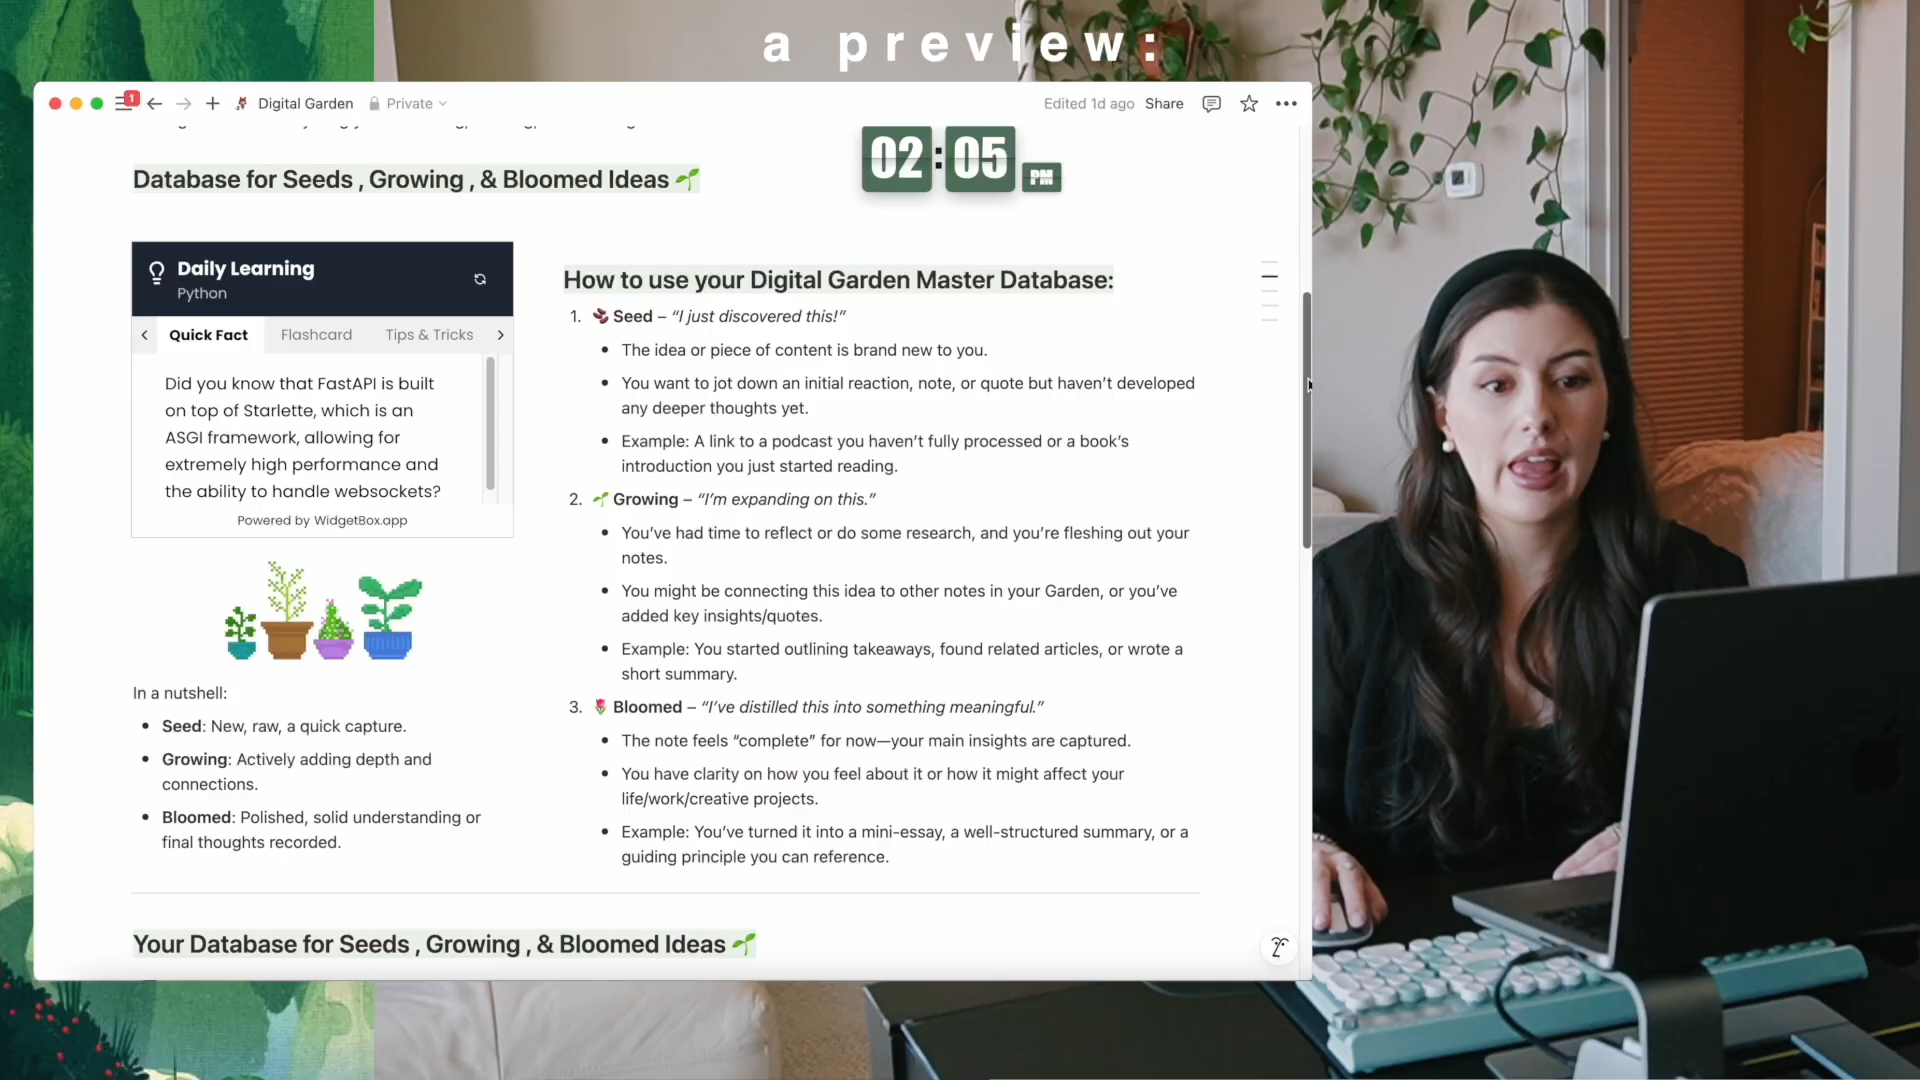 a preview:
1
Digital Garden
Private
Edited 1d ago
Share
02:05
PM
Database for Seeds , Growing , & Bloomed Ideas
Daily Learning
Python
Quick Fact
Flashcard
Tips & Tricks
Did you know that FastAPI is built
on top of Starlette, which is an
ASGI framework, allowing for
extremely high performance and
the ability to handle websockets?
Powered by WidgetBox.app
In a nutshell:
• Seed: New, raw, a quick capture.
• Growing: Actively adding depth and
connections.
• Bloomed: Polished, solid understanding or
final thoughts recorded.
How to use your Digital Garden Master Database:
1. Seed – “I just discovered this!”
• The idea or piece of content is brand new to you.
• You want to jot down an initial reaction, note, or quote but haven’t developed
any deeper thoughts yet.
• Example: A link to a podcast you haven’t fully processed or a book’s
introduction you just started reading.
2. Growing – “I’m expanding on this.”
• You’ve had time to reflect or do some research, and you’re fleshing out your
notes.
• You might be connecting this idea to other notes in your Garden, or you’ve
added key insights/quotes.
• Example: You started outlining takeaways, found related articles, or wrote a
short summary.
3. Bloomed – “I’ve distilled this into something meaningful.”
• The note feels “complete” for now—your main insights are captured.
• You have clarity on how you feel about it or how it might affect your
life/work/creative projects.
• Example: You’ve turned it into a mini-essay, a well-structured summary, or a
guiding principle you can reference.
Your Database for Seeds , Growing , & Bloomed Ideas